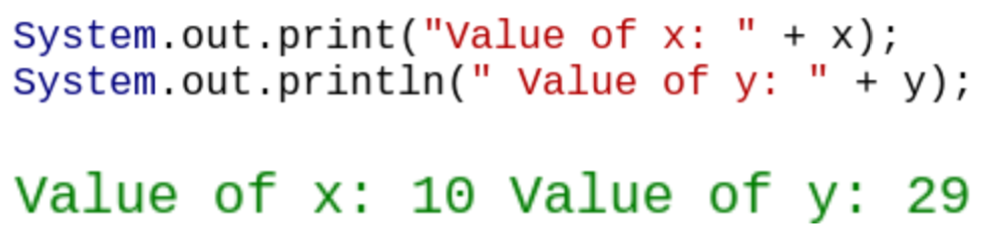 System.out.print("Value of x: " + x);
System.out.println(" Value of y: " + y);
Value of x: 10 Value of y: 29